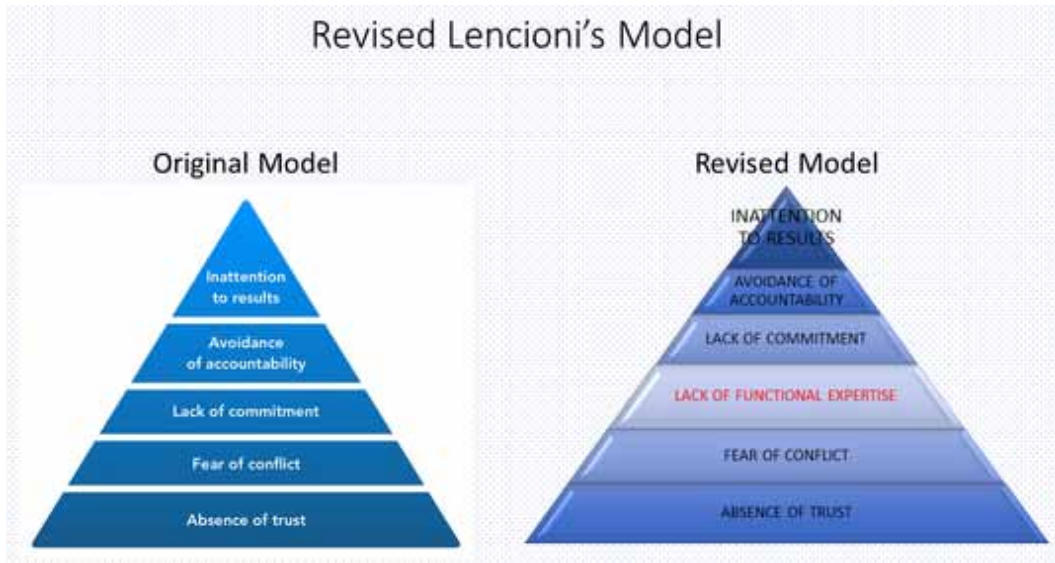 Revised Lencioni’s Model
Original Model
Inattention
to results
Avoidance
of accountability
Lack of commitment
Fear of conflict
Absence of trust
Revised Model
INATTENTION
TO RESULTS
AVOIDANCE OF
ACCOUNTABILITY
LACK OF COMMITMENT
LACK OF FUNCTIONAL EXPERTISE
FEAR OF CONFLICT
ABSENCE OF TRUST